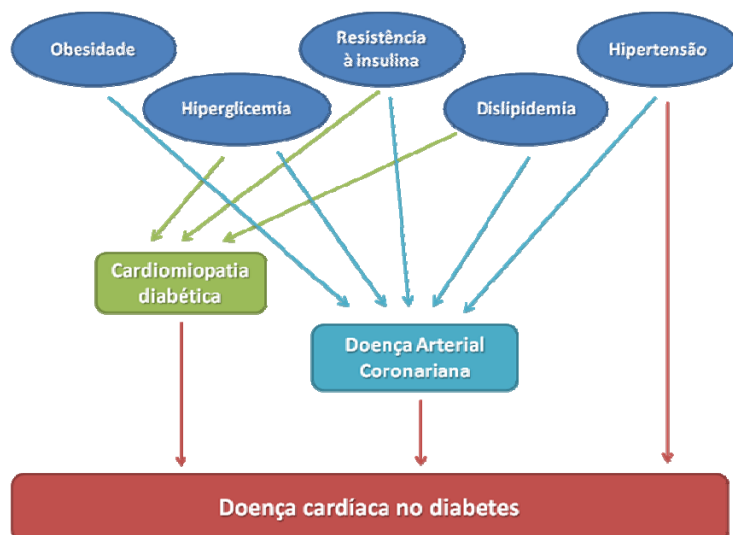 Obesidade
Resistência
à insulina
Hipertensão
Hiperglicemia
Dislipidemia
Cardiomiopatia
diabética
Doença Arterial
Coronariana
Doença cardíaca no diabetes